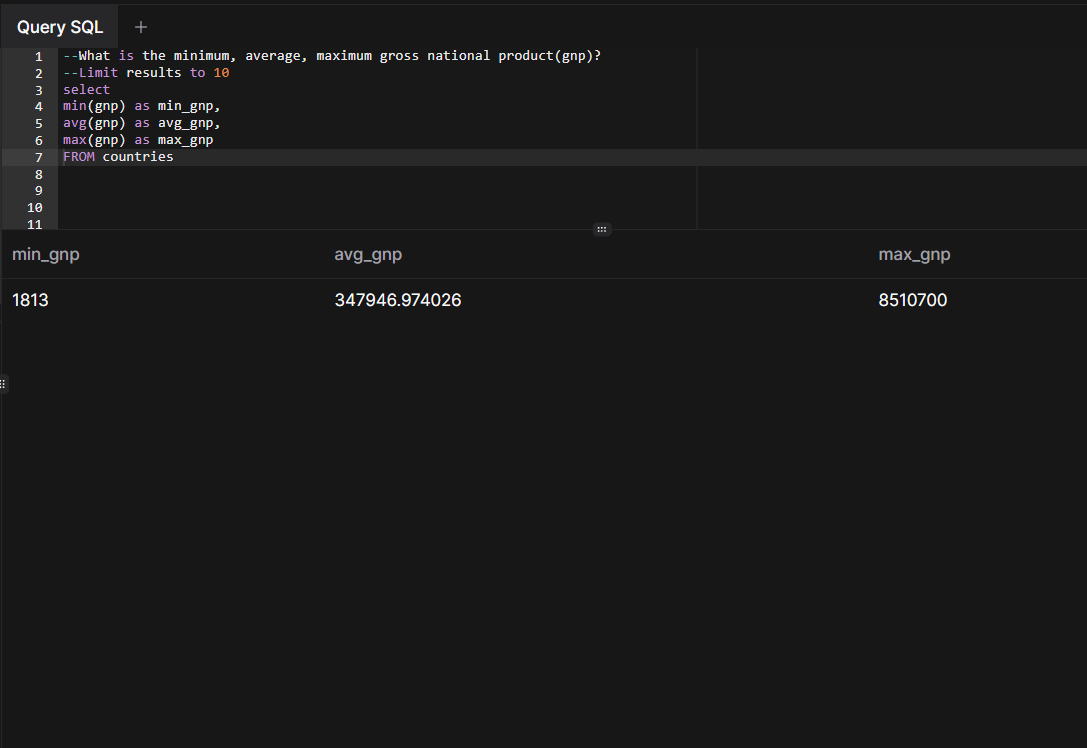 Query SQL +
1 --What is the minimum, average, maximum gross national product(gnp)?
2 --Limit results to 10
3 select
4 min(gnp) as min_gnp,
5 avg(gnp) as avg_gnp,
6 max(gnp) as max_gnp
7 FROM countries
8
9
10
11
min_gnp avg_gnp max_gnp
1813 347946.974026 8510700